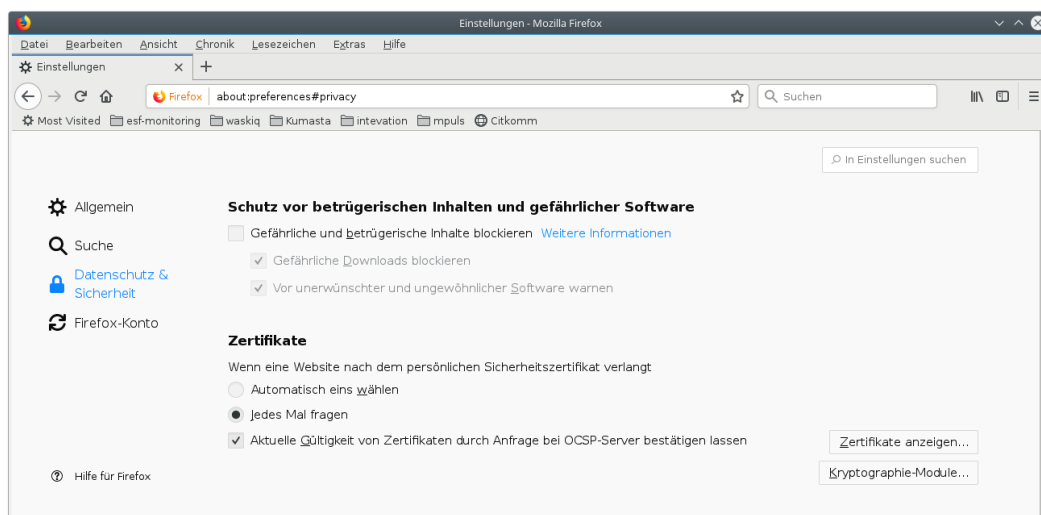 Einstellungen - Mozilla Firefox
Datei Bearbeiten Ansicht Chronik Lesezeichen Extras Hilfe
Einstellungen
Firefox about:preferences#privacy Suchen
Most Visited esf-monitoring waskiq Kumasta intevation mpuls Citkomm
In Einstellungen suchen
Allgemein
Suche
Datenschutz &
Sicherheit
Firefox-Konto
Hilfe für Firefox
Schutz vor betrügerischen Inhalten und gefährlicher Software
Gefährliche und betrügerische Inhalte blockieren Weitere Informationen
Gefährliche Downloads blockieren
Vor unerwünschter und ungewöhnlicher Software warnen
Zertifikate
Wenn eine Website nach dem persönlichen Sicherheitszertifikat verlangt
Automatisch eins wählen
Jedes Mal fragen
Aktuelle Gültigkeit von Zertifikaten durch Anfrage bei OCSP-Server bestätigen lassen
Zertifikate anzeigen...
Kryptographie-Module...